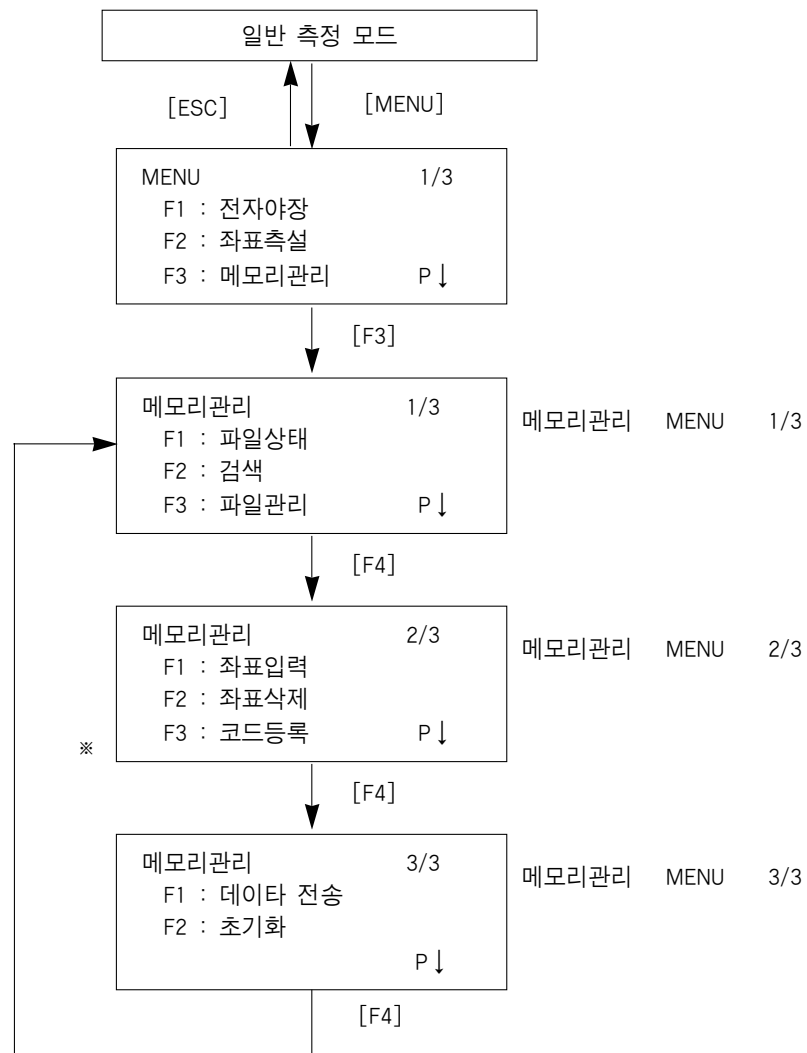 일반 측정 모드
[ESC] [MENU]
MENU 1/3
F1 : 전자야장
F2 : 좌표측설
F3 : 메모리관리 P↓
[F3]
메모리관리 1/3 메모리관리 MENU 1/3
F1 : 파일상태
F2 : 검색
F3 : 파일관리 P↓
[F4]
메모리관리 2/3 메모리관리 MENU 2/3
F1 : 좌표입력
F2 : 좌표삭제
F3 : 코드등록 P↓
※
[F4]
메모리관리 3/3 메모리관리 MENU 3/3
F1 : 데이타 전송
F2 : 초기화
P↓
[F4]